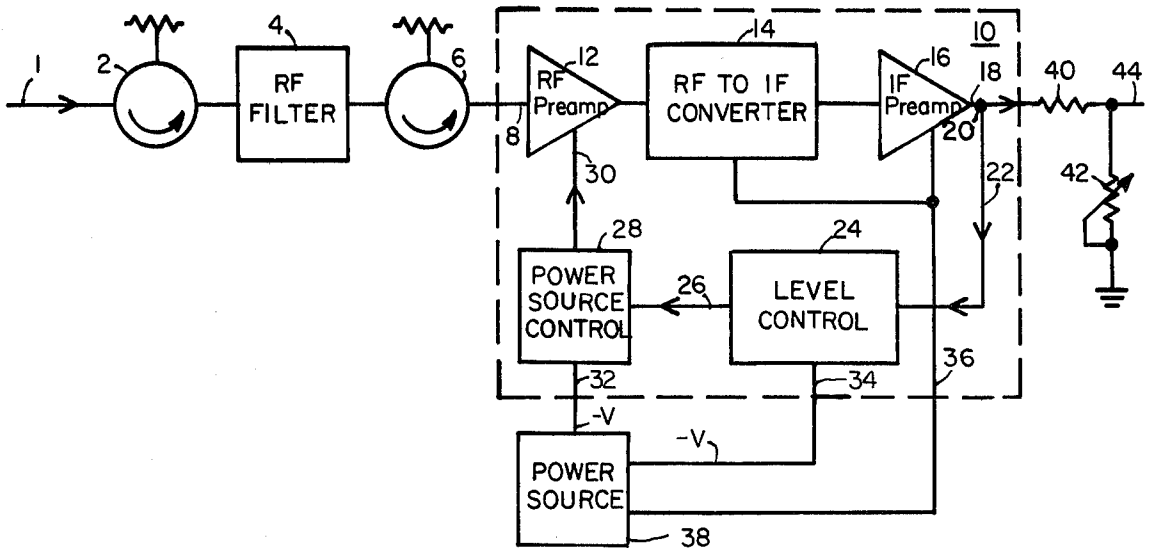 1
2
4
RF
FILTER
6
8
RF
Preamp
12
14
RF TO IF
CONVERTER
16
IF
Preamp
10
18
20
40
44
42
22
30
28
POWER
SOURCE
CONTROL
26
24
LEVEL
CONTROL
32
34
36
-V
-V
POWER
SOURCE
38